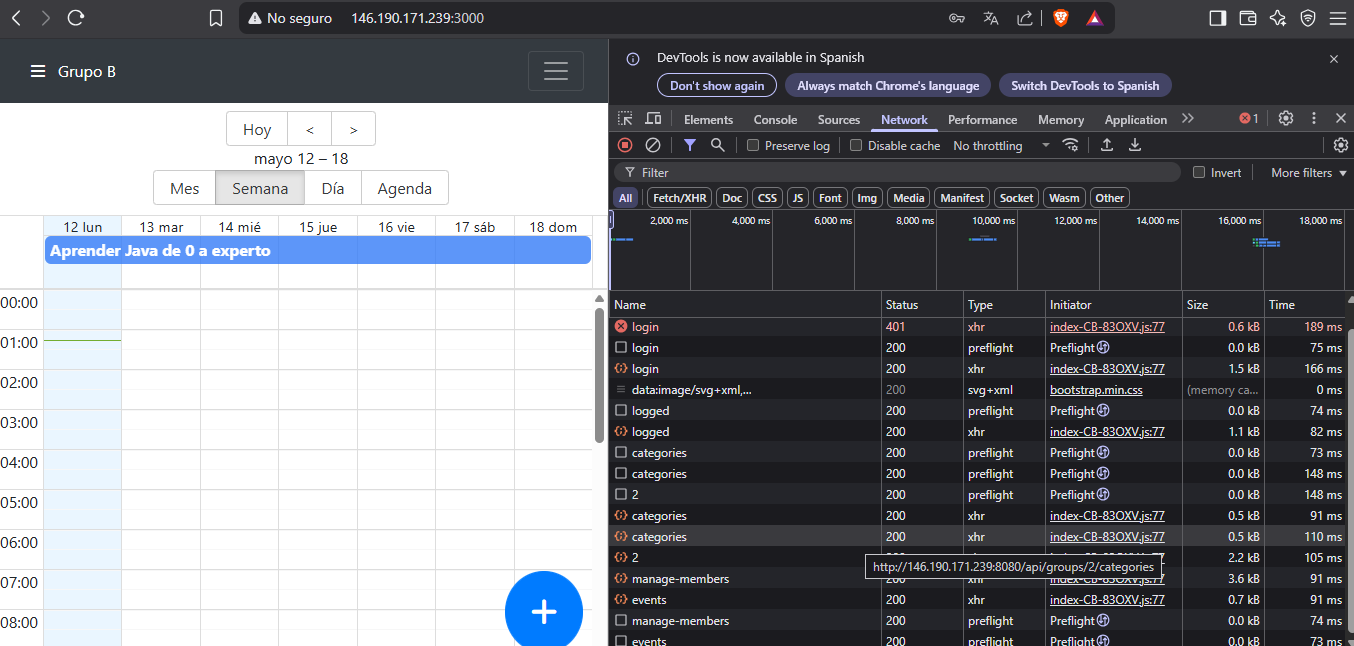 No seguro 146.190.171.239:3000
Grupo B
Hoy < >
mayo 12 – 18
Mes Semana Día Agenda
12 lun 13 mar 14 mié 15 jue 16 vie 17 sáb 18 dom
Aprender Java de 0 a experto
00:00
01:00
02:00
03:00
04:00
05:00
06:00
07:00
08:00
+
DevTools is now available in Spanish
Don't show again Always match Chrome's language Switch DevTools to Spanish
Elements Console Sources Network Performance Memory Application 1
Preserve log Disable cache No throttling
Filter Invert More filters
All Fetch/XHR Doc CSS JS Font Img Media Manifest Socket Wasm Other
2,000 ms 4,000 ms 6,000 ms 8,000 ms 10,000 ms 12,000 ms 14,000 ms 16,000 ms 18,000 ms
Name Status Type Initiator Size Time
login 401 xhr index-CB-83OXV.js:77 0.6 kB 189 ms
login 200 preflight Preflight 0.0 kB 75 ms
login 200 xhr index-CB-83OXV.js:77 1.5 kB 166 ms
data:image/svg+xml,... 200 svg+xml bootstrap.min.css (memory ca... 0 ms
logged 200 preflight Preflight 0.0 kB 74 ms
logged 200 xhr index-CB-83OXV.js:77 1.1 kB 82 ms
categories 200 preflight Preflight 0.0 kB 73 ms
categories 200 preflight Preflight 0.0 kB 148 ms
2 200 preflight Preflight 0.0 kB 148 ms
categories 200 xhr index-CB-83OXV.js:77 0.5 kB 91 ms
categories 200 xhr index-CB-83OXV.js:77 0.5 kB 110 ms
2 2.2 kB 105 ms
http://146.190.171.239:8080/api/groups/2/categories
manage-members 200 xhr index-CB-83OXV.js:77 3.6 kB 91 ms
events 200 xhr index-CB-83OXV.js:77 0.7 kB 91 ms
manage-members 200 preflight Preflight 0.0 kB 74 ms
events 200 preflight Preflight 0.0 kB 73 ms